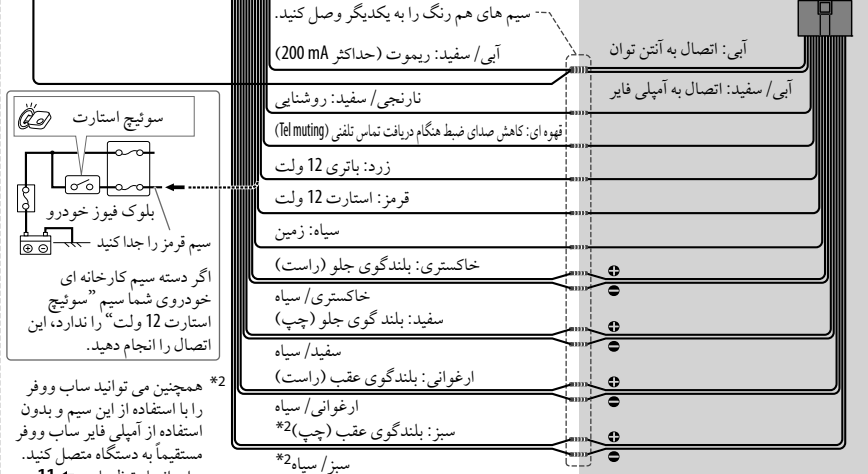 سیم های هم رنگ را به یکدیگر وصل کنید.
آبی: اتصال به آنتن توان
آبی/ سفید: ریموت (حداکثر 200 mA)
آبی/ سفید: اتصال به آمپلی فایر
نارنجی/ سفید: روشنایی
قهوه ای: کاهش صدای ضبط هنگام دریافت تماس تلفنی (Tel muting)
زرد: باتری 12 ولت
قرمز: استارت 12 ولت
سیاه: زمین
خاکستری: بلندگوی جلو (راست)
خاکستری/ سیاه
سفید: بلند گوی جلو (چپ)
سفید/ سیاه
ارغوانی: بلندگوی عقب (راست)
ارغوانی/ سیاه
سبز: بلندگوی عقب (چپ)*2
سبز/ سیاه*2
سوئیچ استارت
بلوک فیوز خودرو
سیم قرمز را جدا کنید
اگر دسته سیم کارخانه ای
خودروی شما سیم ”سوئیچ
استارت 12 ولت“ را ندارد، این
اتصال را انجام دهید.
*2 همچنین می توانید ساب ووفر
را با استفاده از این سیم و بدون
استفاده از آمپلی فایر ساب ووفر
مستقیماً به دستگاه متصل کنید.